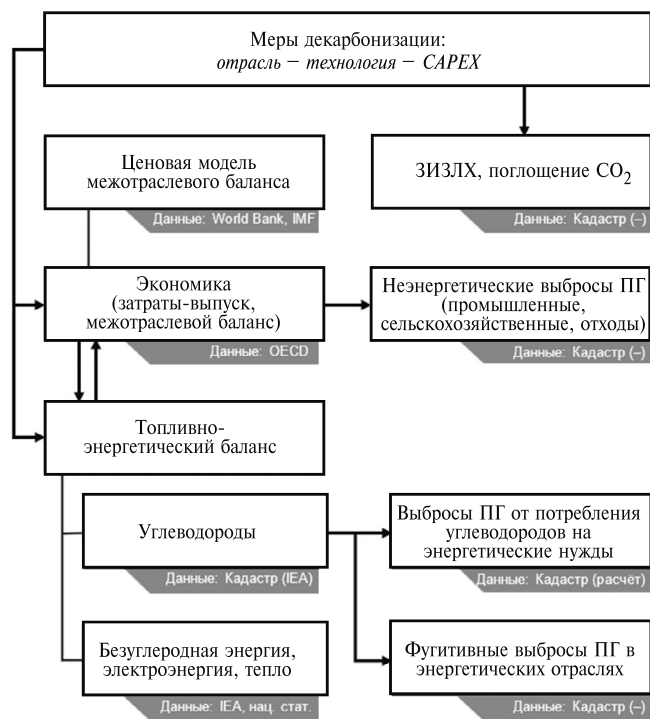 Меры декарбонизации:
отрасль – технология – CAPEX
Ценовая модель
межотраслевого баланса
Данные: World Bank, IMF
ЗИЗЛХ, поглощение CO2
Данные: Кадастр (–)
Экономика
(затраты-выпуск,
межотраслевой баланс)
Данные: OECD
Неэнергетические выбросы ПГ
(промышленные,
сельскохозяйственные, отходы)
Данные: Кадастр (–)
Топливно-
энергетический баланс
Углеводороды
Данные: Кадастр (IEA)
Выбросы ПГ от потребления
углеводородов на
энергетические нужды
Данные: Кадастр (расчёт)
Безуглеродная энергия,
электроэнергия, тепло
Данные: IEA, нац. стат.
Фугитивные выбросы ПГ в
энергетических отраслях
Данные: Кадастр (–)